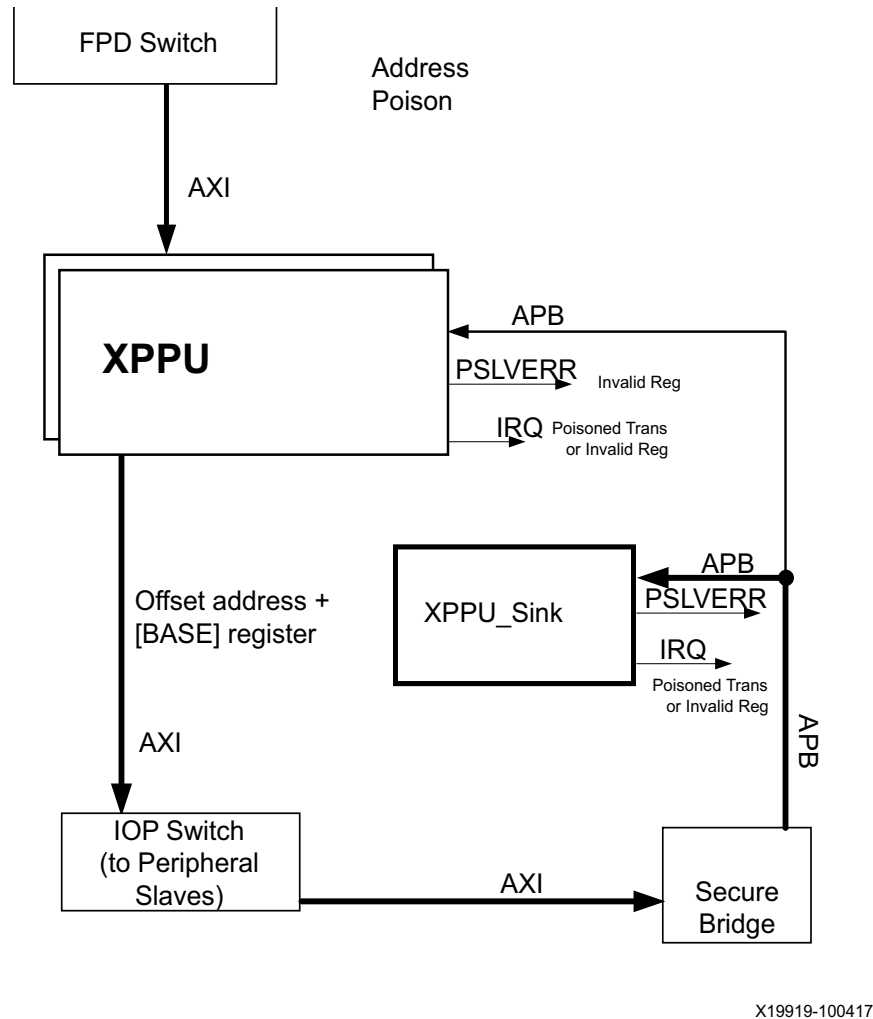 FPD Switch
Address
Poison
AXI
XPPU
APB
PSLVERR
Invalid Reg
IRQ
Poisoned Trans
or Invalid Reg
Offset address +
[BASE] register
XPPU_Sink
APB
PSLVERR
IRQ
Poisoned Trans
or Invalid Reg
APB
AXI
IOP Switch
(to Peripheral
Slaves)
AXI
Secure
Bridge
X19919-100417